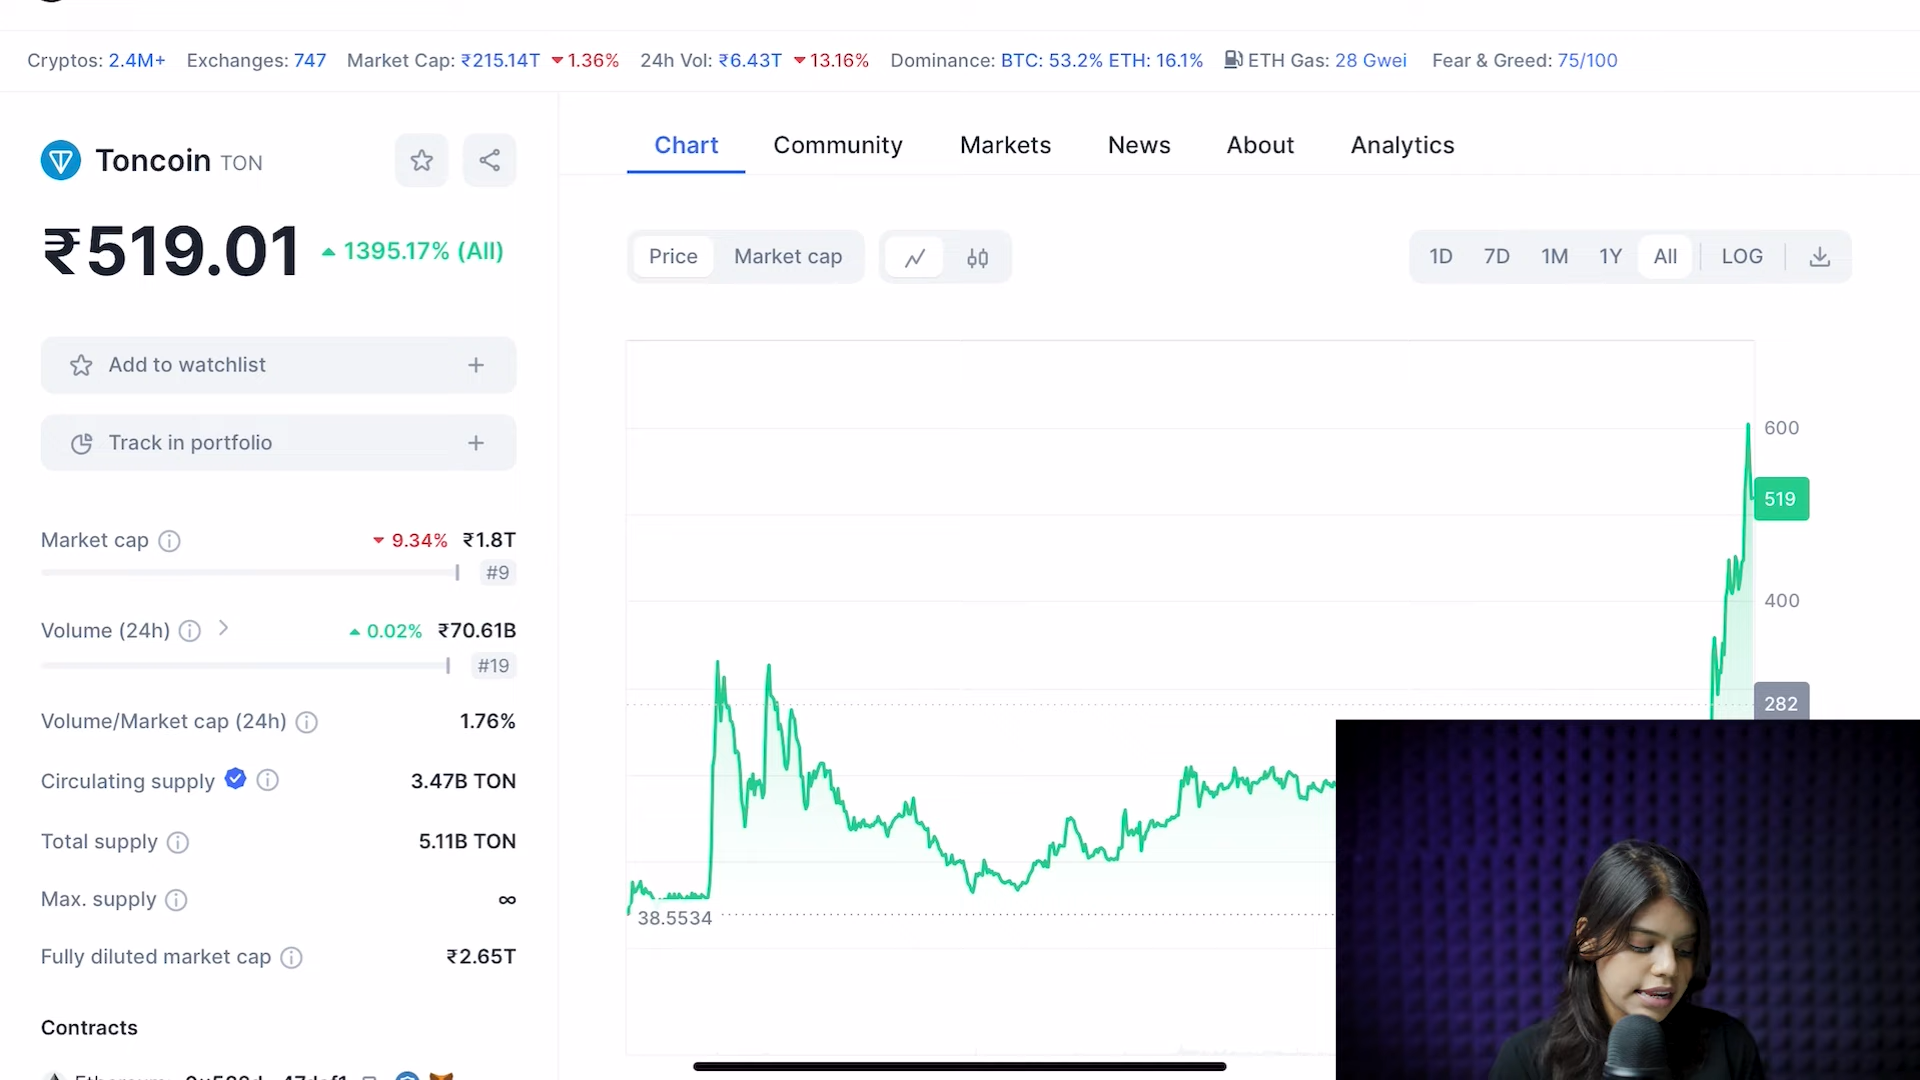 Cryptos: 2.4M+ Exchanges: 747 Market Cap: ₹215.14T 1.36% 24h Vol: ₹6.43T 13.16% Dominance: BTC: 53.2% ETH: 16.1% ETH Gas: 28 Gwei Fear & Greed: 75/100
Toncoin TON
₹519.01 1395.17% (All)
Add to watchlist +
Track in portfolio +
Market cap 9.34% ₹1.8T
#9
Volume (24h) 0.02% ₹70.61B
#19
Volume/Market cap (24h) 1.76%
Circulating supply 3.47B TON
Total supply 5.11B TON
Max. supply ∞
Fully diluted market cap ₹2.65T
Contracts
Chart Community Markets News About Analytics
Price Market cap 1D 7D 1M 1Y All LOG
600
519
400
282
38.5534